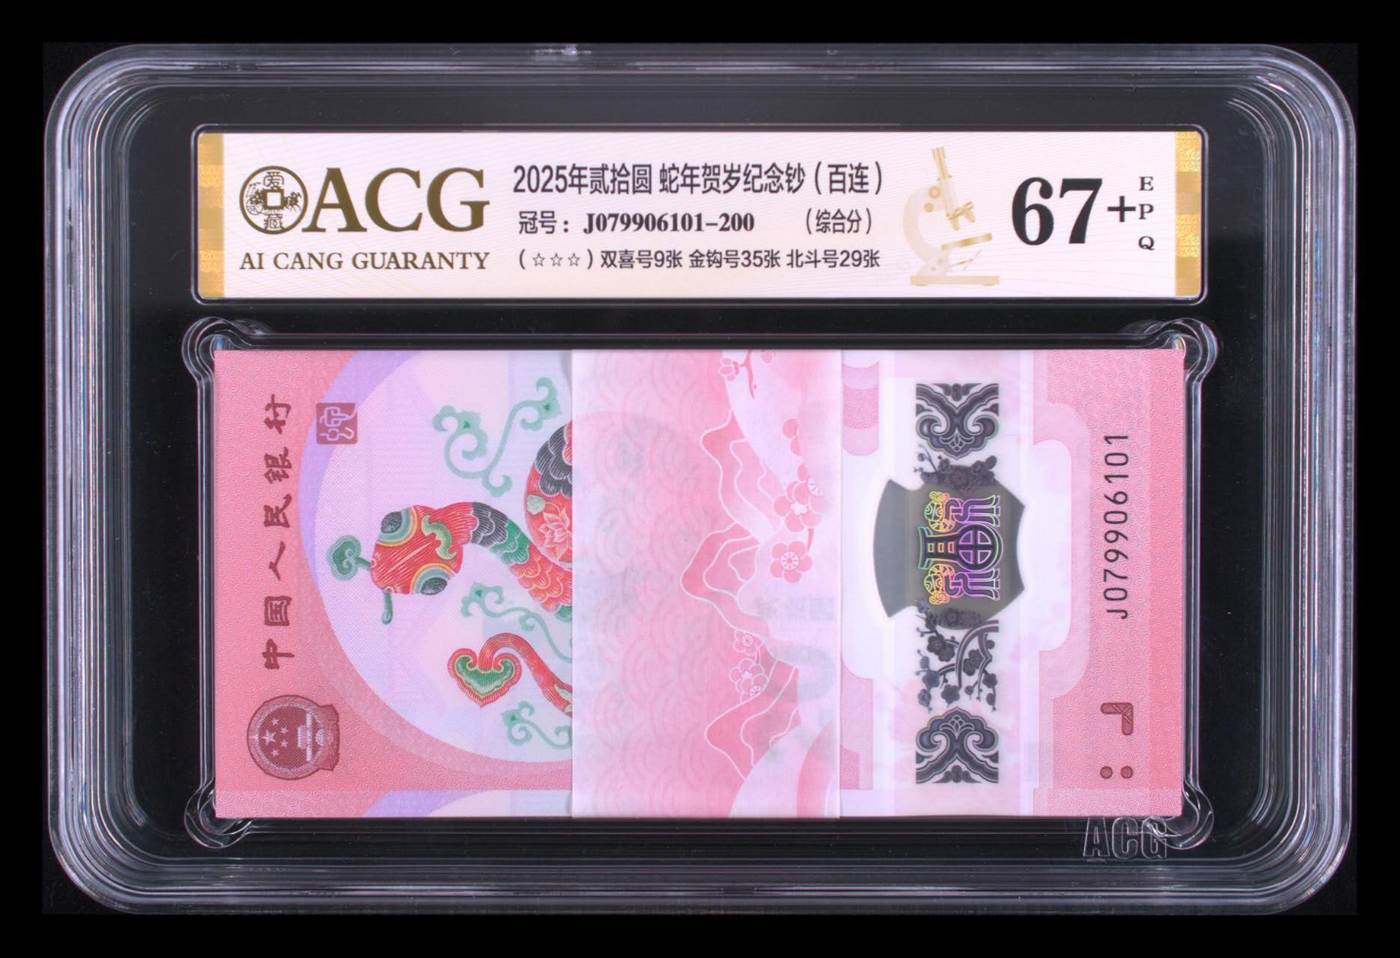 ACG
AI CANG GUARANTY
2025年贰拾圆 蛇年贺岁纪念钞（百连）
冠号：J079906101-200 （综合分）
（☆☆☆）双喜号9张 金钩号35张 北斗号29张
67+
EPQ
中国人民银行
J079906101
ACG